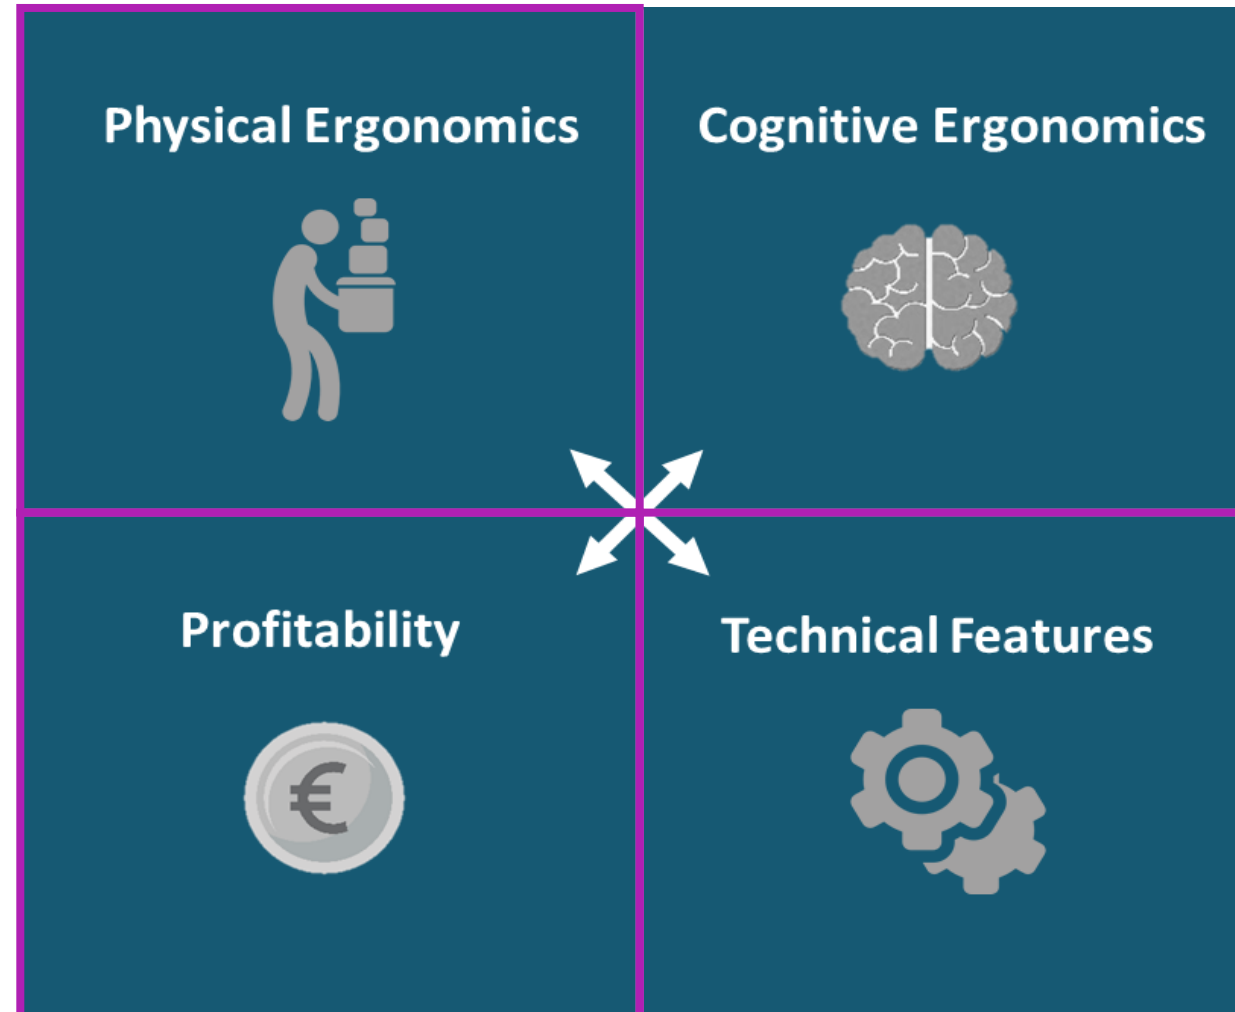 Physical Ergonomics
Cognitive Ergonomics
Profitability
€
Technical Features